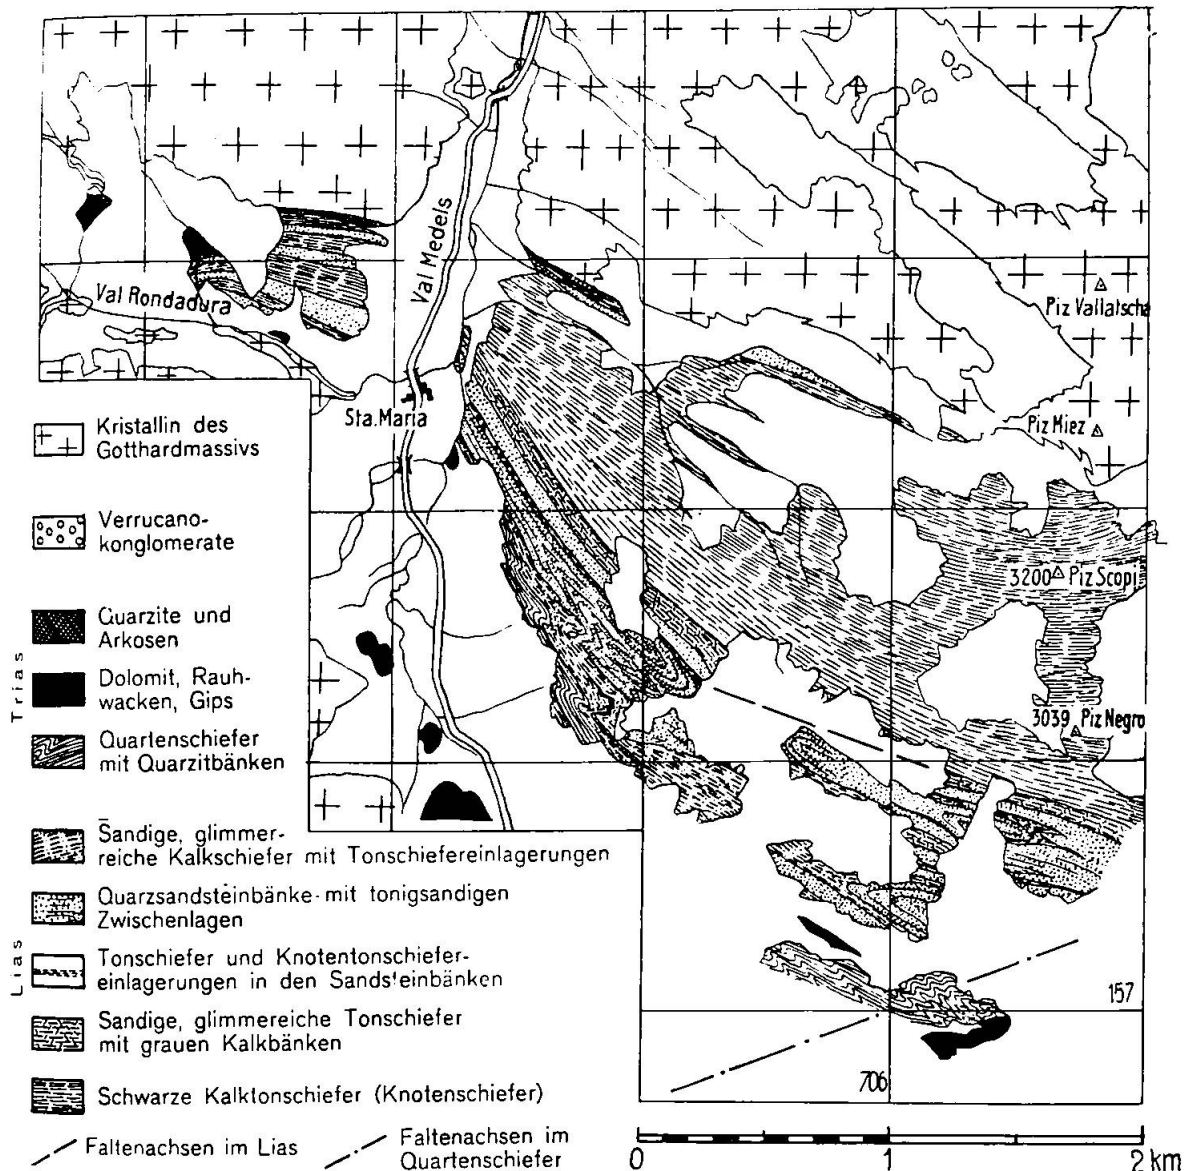 Val Medels
Val Rondadura
Piz Vallatscha
Sta. Maria
Piz Miez
3200 Piz Scopi
3039 Piz Negro
157
706
Kristallin des
Gotthardmassivs
Verrucano-
konglomerate
Trias
Quarzite und
Arkosen
Dolomit, Rauh-
wacken, Gips
Quartenschiefer
mit Quarzitbänken
Lias
Sandige, glimmer-
reiche Kalkschiefer mit Tonschiefereinlagerungen
Quarzsandsteinbänke mit tonigsandigen
Zwischenlagen
Tonschiefer und Knotentonschiefer-
einlagerungen in den Sandsteinbänken
Sandige, glimmereiche Tonschiefer
mit grauen Kalkbänken
Schwarze Kalktonschiefer (Knotenschiefer)
Faltenachsen im Lias
Faltenachsen im
Quartenschiefer
0 1 2 km